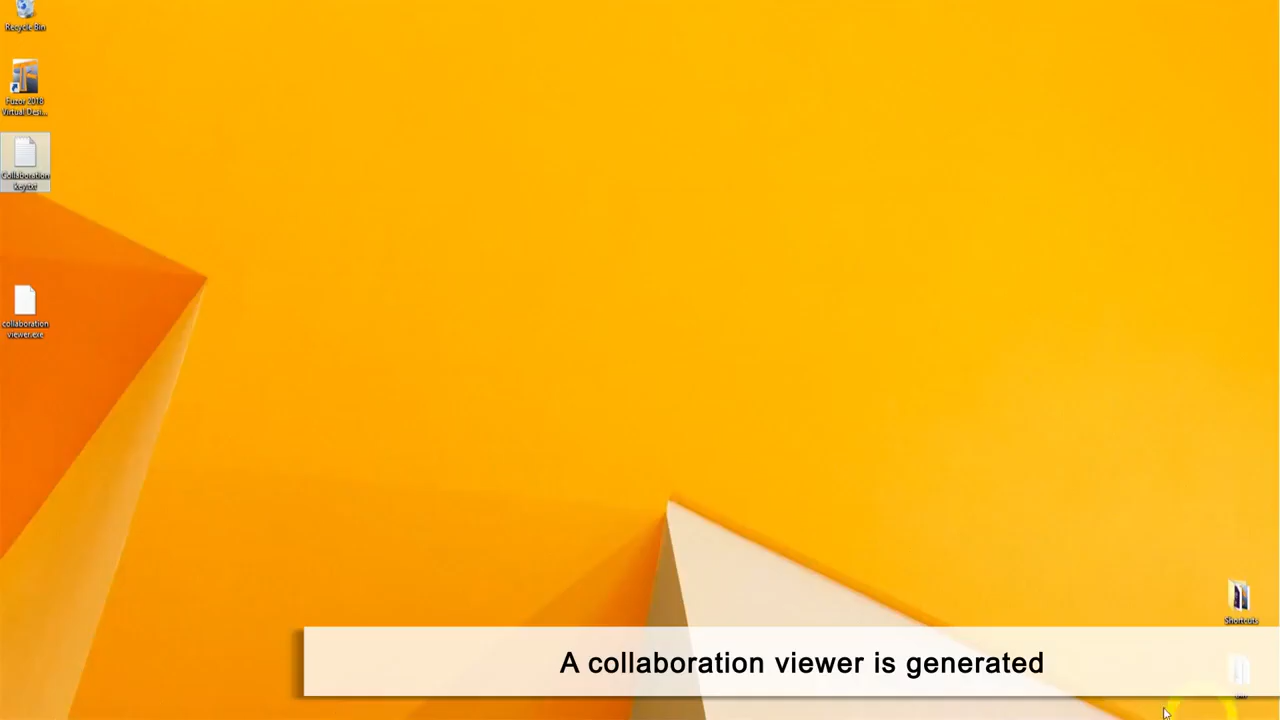 Recycle Bin
Fuzor 2018
Virtual Desi...
Collaboration
key.txt
collaboration
viewer.exe
Shortcuts
A collaboration viewer is generated